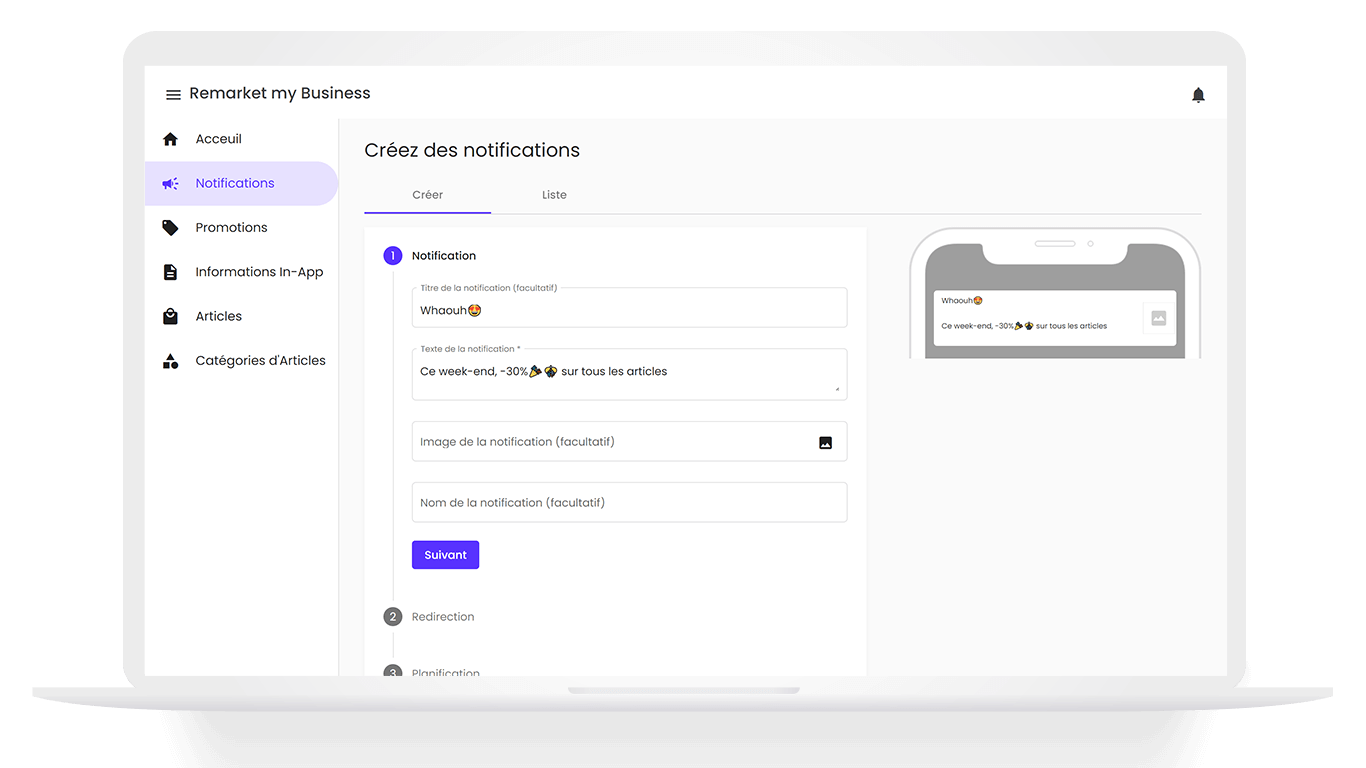 Remarket my Business
Acceuil
Notifications
Promotions
Informations In-App
Articles
Catégories d'Articles
Créez des notifications
Créer
Liste
1 Notification
Titre de la notification (facultatif)
Whaouh🤩
Texte de la notification *
Ce week-end, -30%🎉😻 sur tous les articles
Image de la notification (facultatif)
Nom de la notification (facultatif)
Suivant
2 Redirection
3 Planification
Whaouh🤩
Ce week-end, -30%🎉😻 sur tous les articles